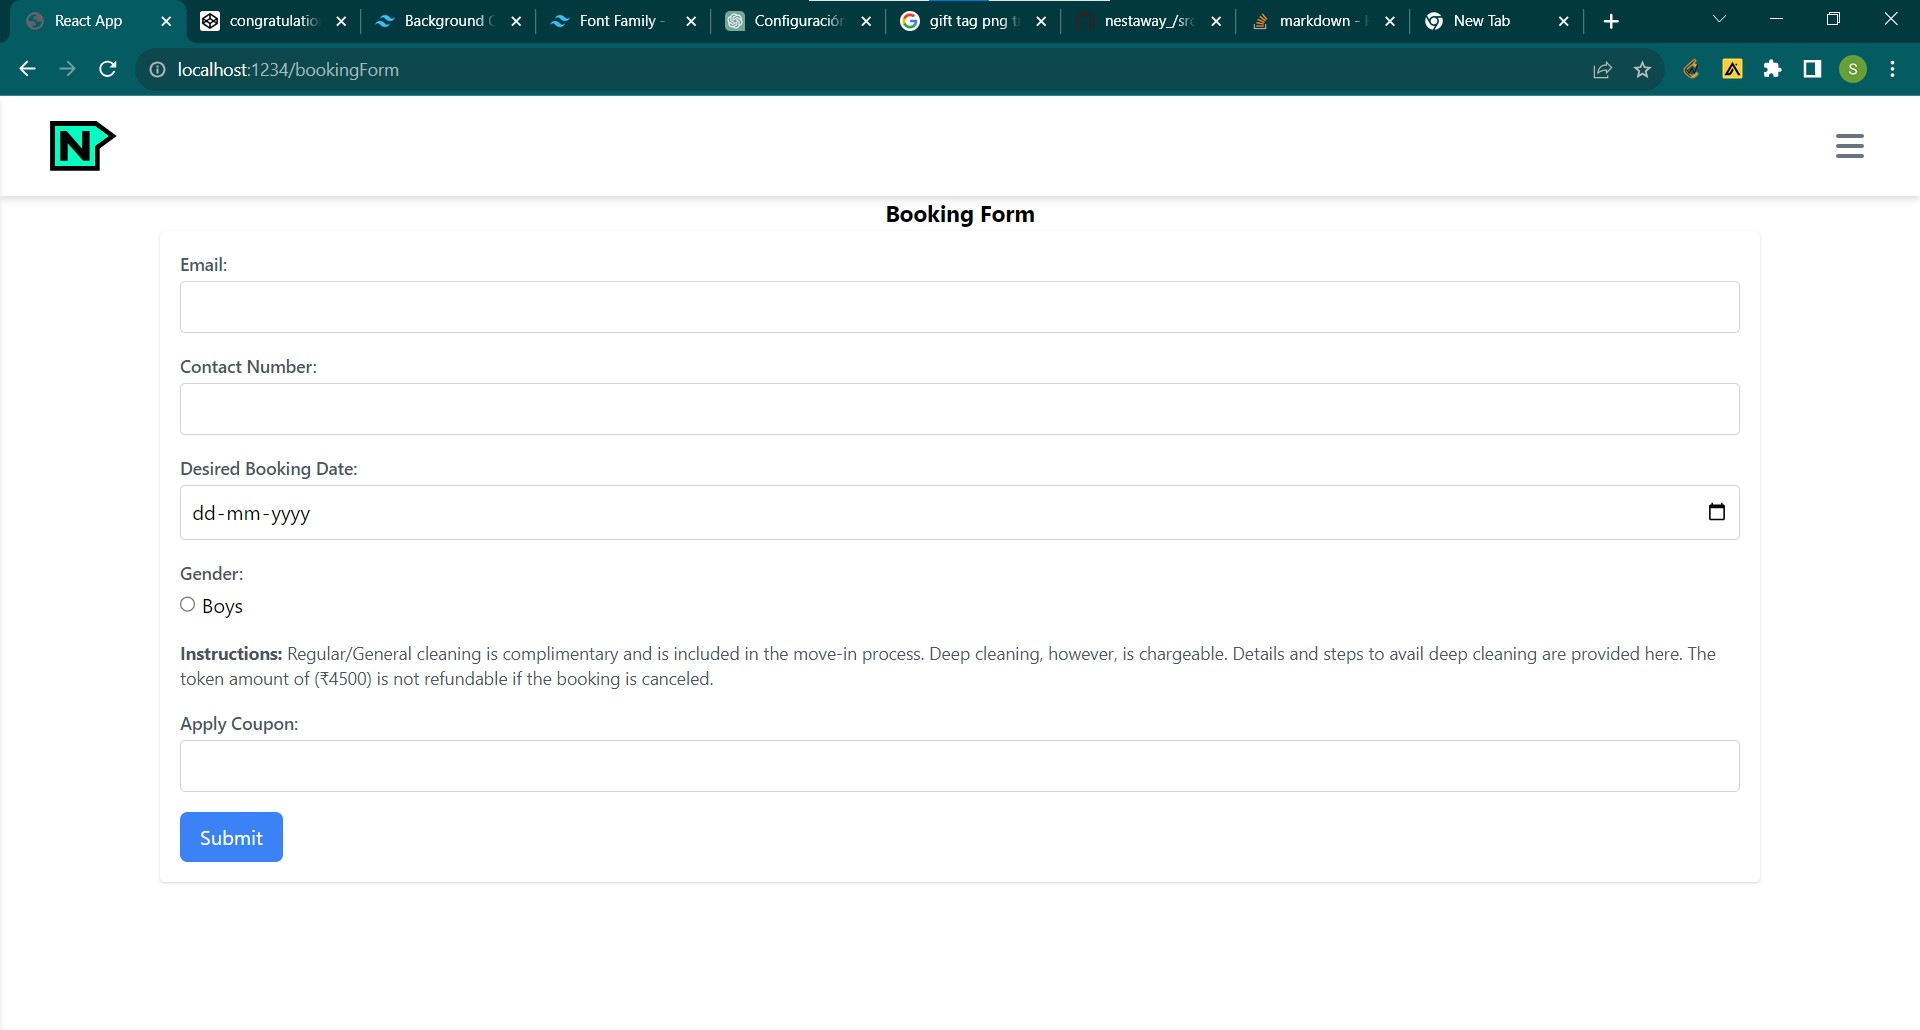 React App
congratulatio
Background C
Font Family -
Configuración
gift tag png t
nestaway_/src
markdown - 
New Tab
localhost:1234/bookingForm
S
N
Booking Form
Email:
Contact Number:
Desired Booking Date:
dd-mm-yyyy
Gender:
Boys
Instructions: Regular/General cleaning is complimentary and is included in the move-in process. Deep cleaning, however, is chargeable. Details and steps to avail deep cleaning are provided here. The
token amount of (₹4500) is not refundable if the booking is canceled.
Apply Coupon:
Submit